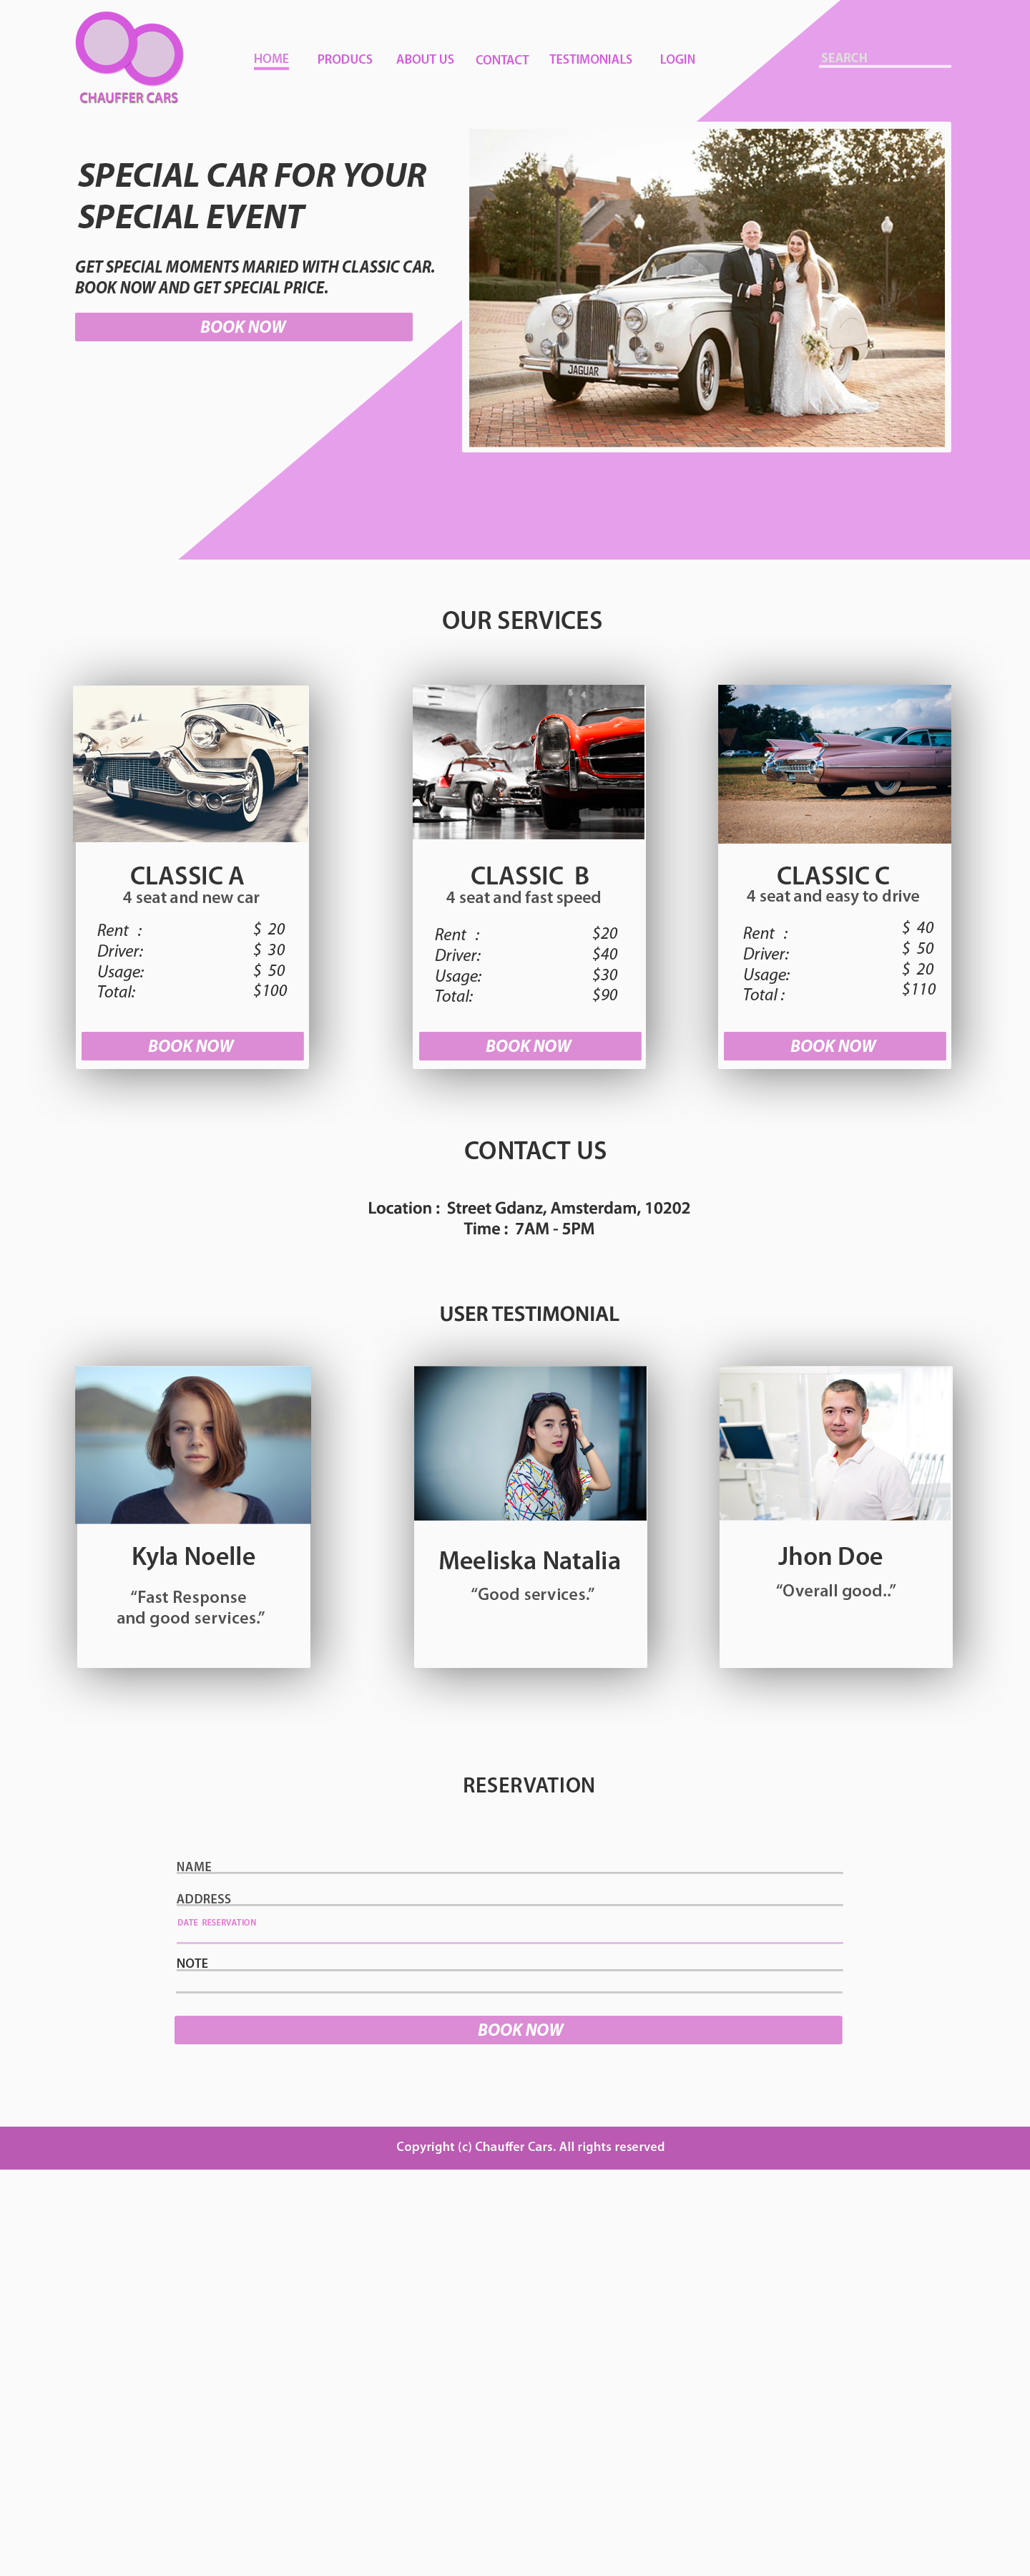 CHAUFFER CARS
HOME PRODUCS ABOUT US CONTACT TESTIMONIALS LOGIN
SEARCH
SPECIAL CAR FOR YOUR
SPECIAL EVENT
GET SPECIAL MOMENTS MARIED WITH CLASSIC CAR.
BOOK NOW AND GET SPECIAL PRICE.
BOOK NOW
JAGUAR
OUR SERVICES
CLASSIC A
4 seat and new car
Rent : $ 20
Driver: $ 30
Usage: $ 50
Total: $100
BOOK NOW
CLASSIC B
4 seat and fast speed
Rent : $20
Driver: $40
Usage: $30
Total: $90
BOOK NOW
CLASSIC C
4 seat and easy to drive
Rent : $ 40
Driver: $ 50
Usage: $ 20
Total : $110
BOOK NOW
CONTACT US
Location : Street Gdanz, Amsterdam, 10202
Time : 7AM - 5PM
USER TESTIMONIAL
Kyla Noelle
“Fast Response
and good services.”
Meeliska Natalia
“Good services.”
Jhon Doe
“Overall good..”
RESERVATION
NAME
ADDRESS
DATE RESERVATION
NOTE
BOOK NOW
Copyright (c) Chauffer Cars. All rights reserved